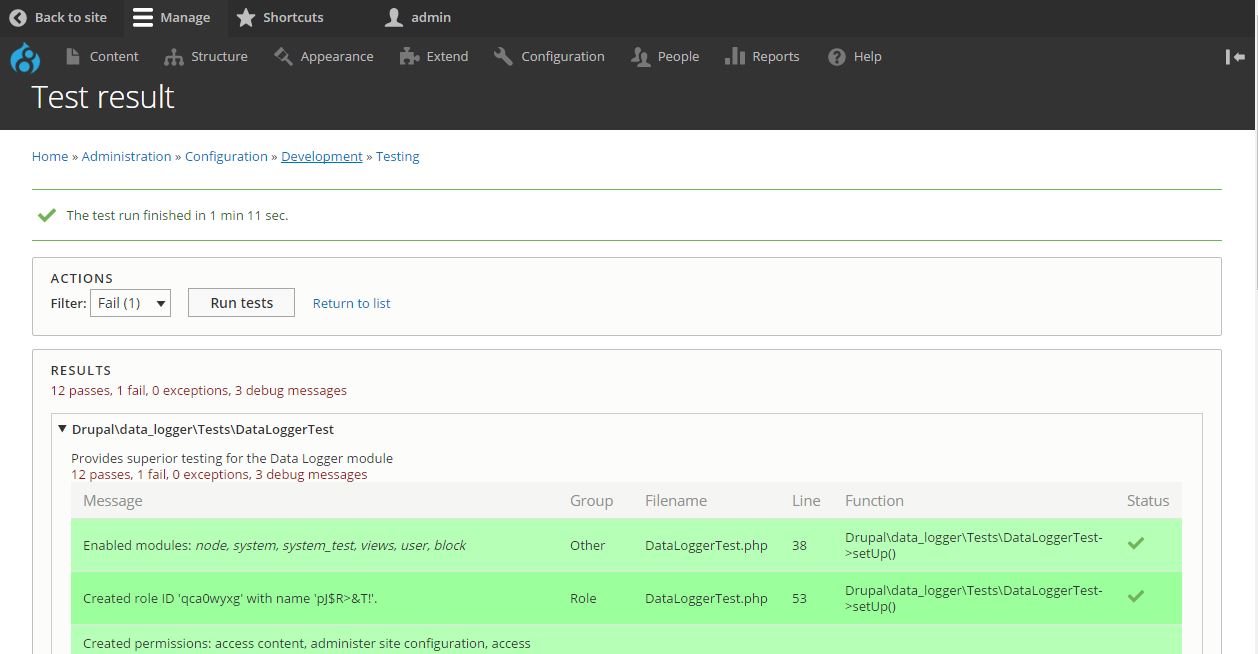 Back to site Manage Shortcuts admin
Content Structure Appearance Extend Configuration People Reports Help
Test result
Home » Administration » Configuration » Development » Testing
The test run finished in 1 min 11 sec.
ACTIONS
Filter: Fail (1) Run tests Return to list
RESULTS
12 passes, 1 fail, 0 exceptions, 3 debug messages
Drupal\data_logger\Tests\DataLoggerTest
Provides superior testing for the Data Logger module
12 passes, 1 fail, 0 exceptions, 3 debug messages
Message Group Filename Line Function Status
Enabled modules: node, system, system_test, views, user, block Other DataLoggerTest.php 38 Drupal\data_logger\Tests\DataLoggerTest-
>setUp()
Created role ID 'qca0wyxg' with name 'pJ$R>&T!'. Role DataLoggerTest.php 53 Drupal\data_logger\Tests\DataLoggerTest-
>setUp()
Created permissions: access content, administer site configuration, access